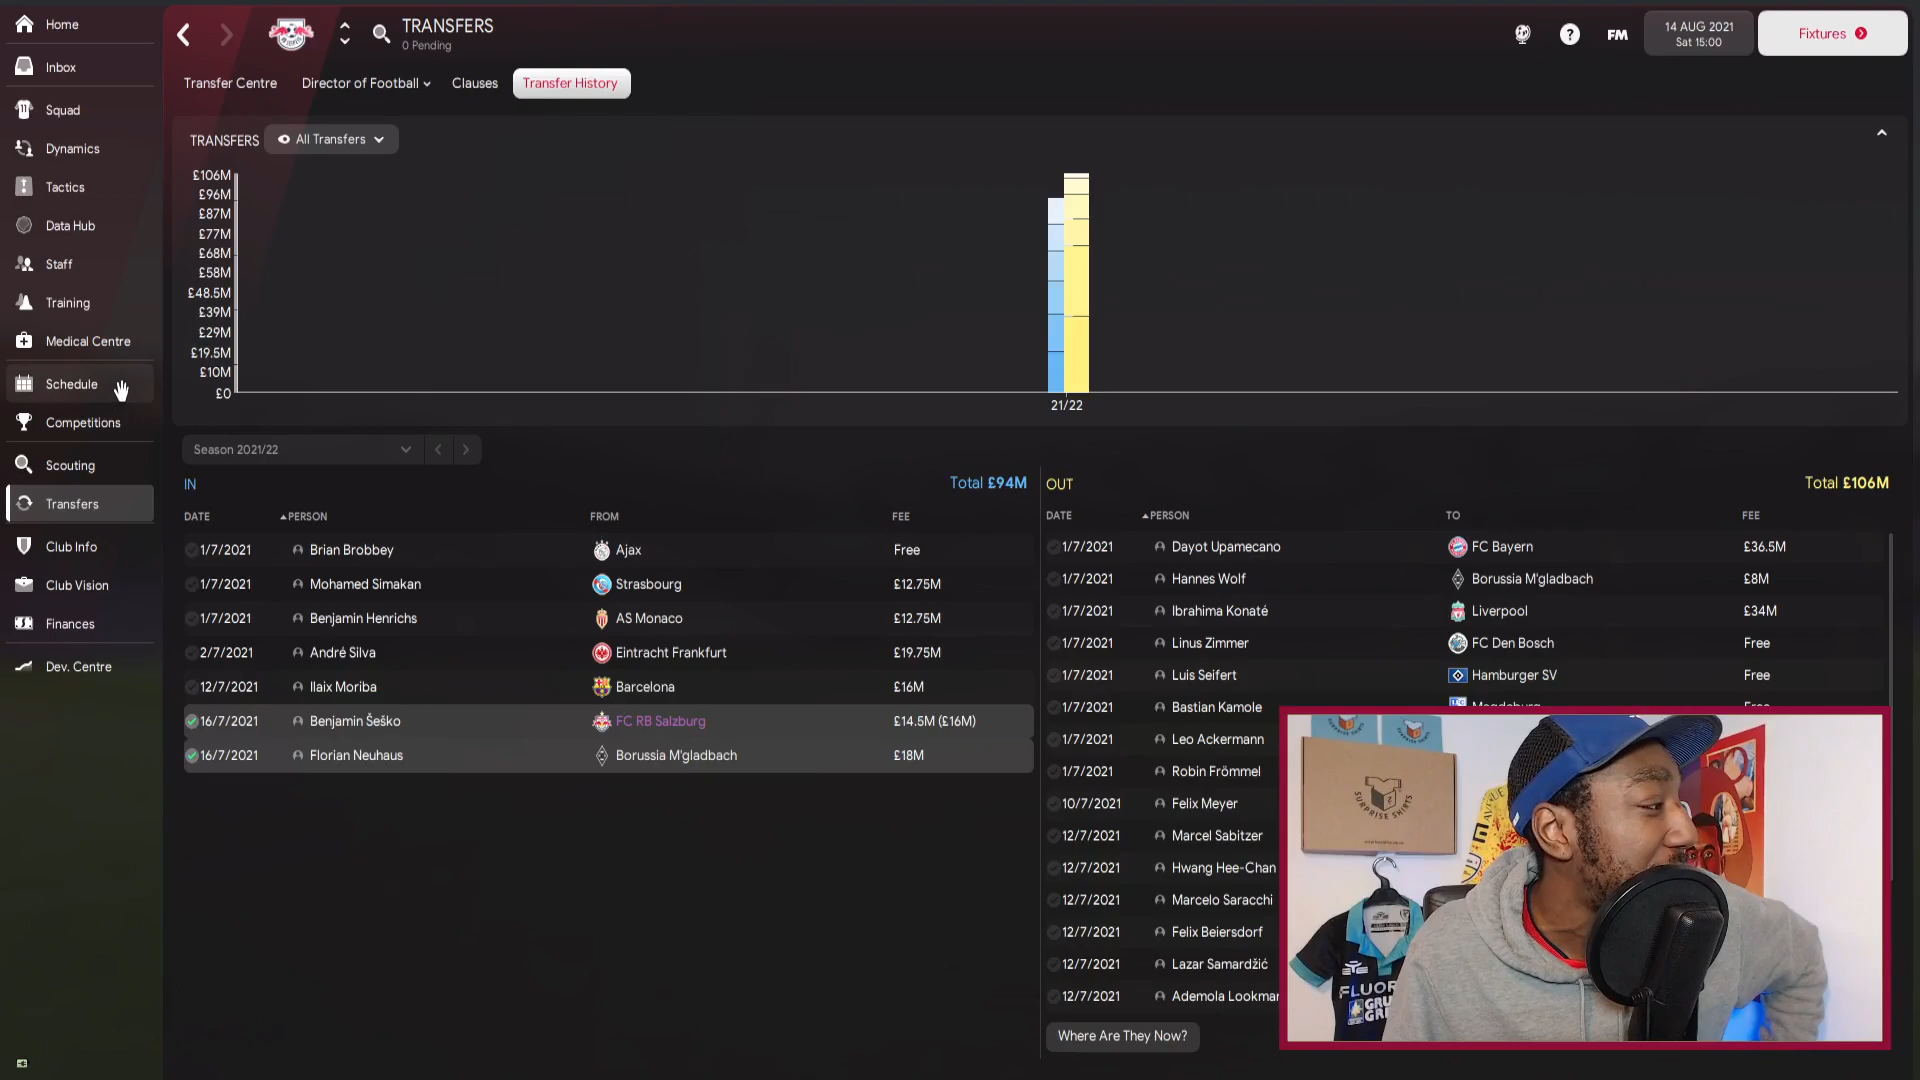 Home
Inbox
Squad
Dynamics
Tactics
Data Hub
Staff
Training
Medical Centre
Schedule
Competitions
Scouting
Transfers
Club Info
Club Vision
Finances
Dev. Centre
TRANSFERS
0 Pending
FM
14 AUG 2021
Sat 15:00
Fixtures
Transfer Centre Director of Football Clauses Transfer History
TRANSFERS All Transfers
£106M
£96M
£87M
£77M
£68M
£58M
£48.5M
£39M
£29M
£19.5M
£10M
£0
21/22
Season 2021/22
IN Total £94M
DATE PERSON FROM FEE
1/7/2021 Brian Brobbey Ajax Free
1/7/2021 Mohamed Simakan Strasbourg £12.75M
1/7/2021 Benjamin Henrichs AS Monaco £12.75M
2/7/2021 André Silva Eintracht Frankfurt £19.75M
12/7/2021 Ilaix Moriba Barcelona £16M
16/7/2021 Benjamin Šeško FC RB Salzburg £14.5M (£16M)
16/7/2021 Florian Neuhaus Borussia M'gladbach £18M
OUT Total £106M
DATE PERSON TO FEE
1/7/2021 Dayot Upamecano FC Bayern £36.5M
1/7/2021 Hannes Wolf Borussia M'gladbach £8M
1/7/2021 Ibrahima Konaté Liverpool £34M
1/7/2021 Linus Zimmer FC Den Bosch Free
1/7/2021 Luis Seifert Hamburger SV Free
1/7/2021 Bastian Kamole Magdeburg Free
1/7/2021 Leo Ackermann
1/7/2021 Robin Frömmel
10/7/2021 Felix Meyer
12/7/2021 Marcel Sabitzer
12/7/2021 Hwang Hee-Chan
12/7/2021 Marcelo Saracchi
12/7/2021 Felix Beiersdorf
12/7/2021 Lazar Samardžić
12/7/2021 Ademola Lookman
Where Are They Now?
SURPRISE SHIRTS
FLUOR
GRU
GR